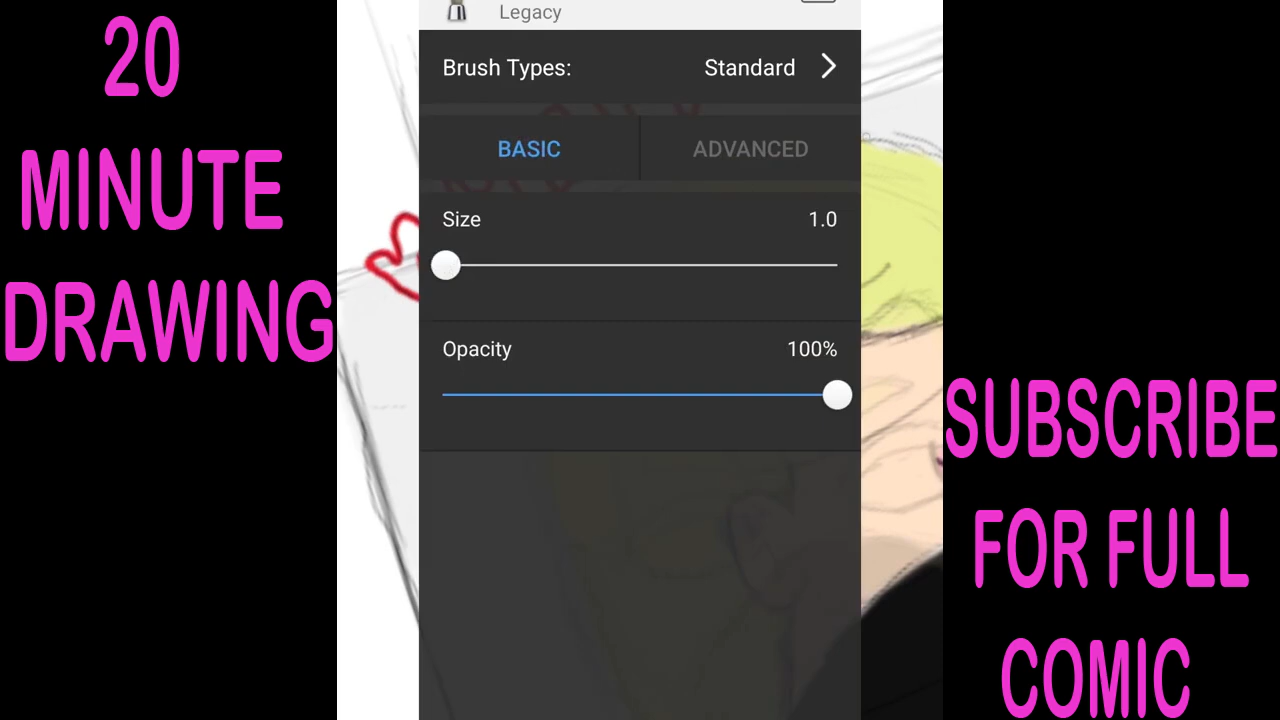 20
MINUTE
DRAWING
Legacy
Brush Types: Standard
BASIC ADVANCED
Size 1.0
Opacity 100%
SUBSCRIBE
FOR FULL
COMIC